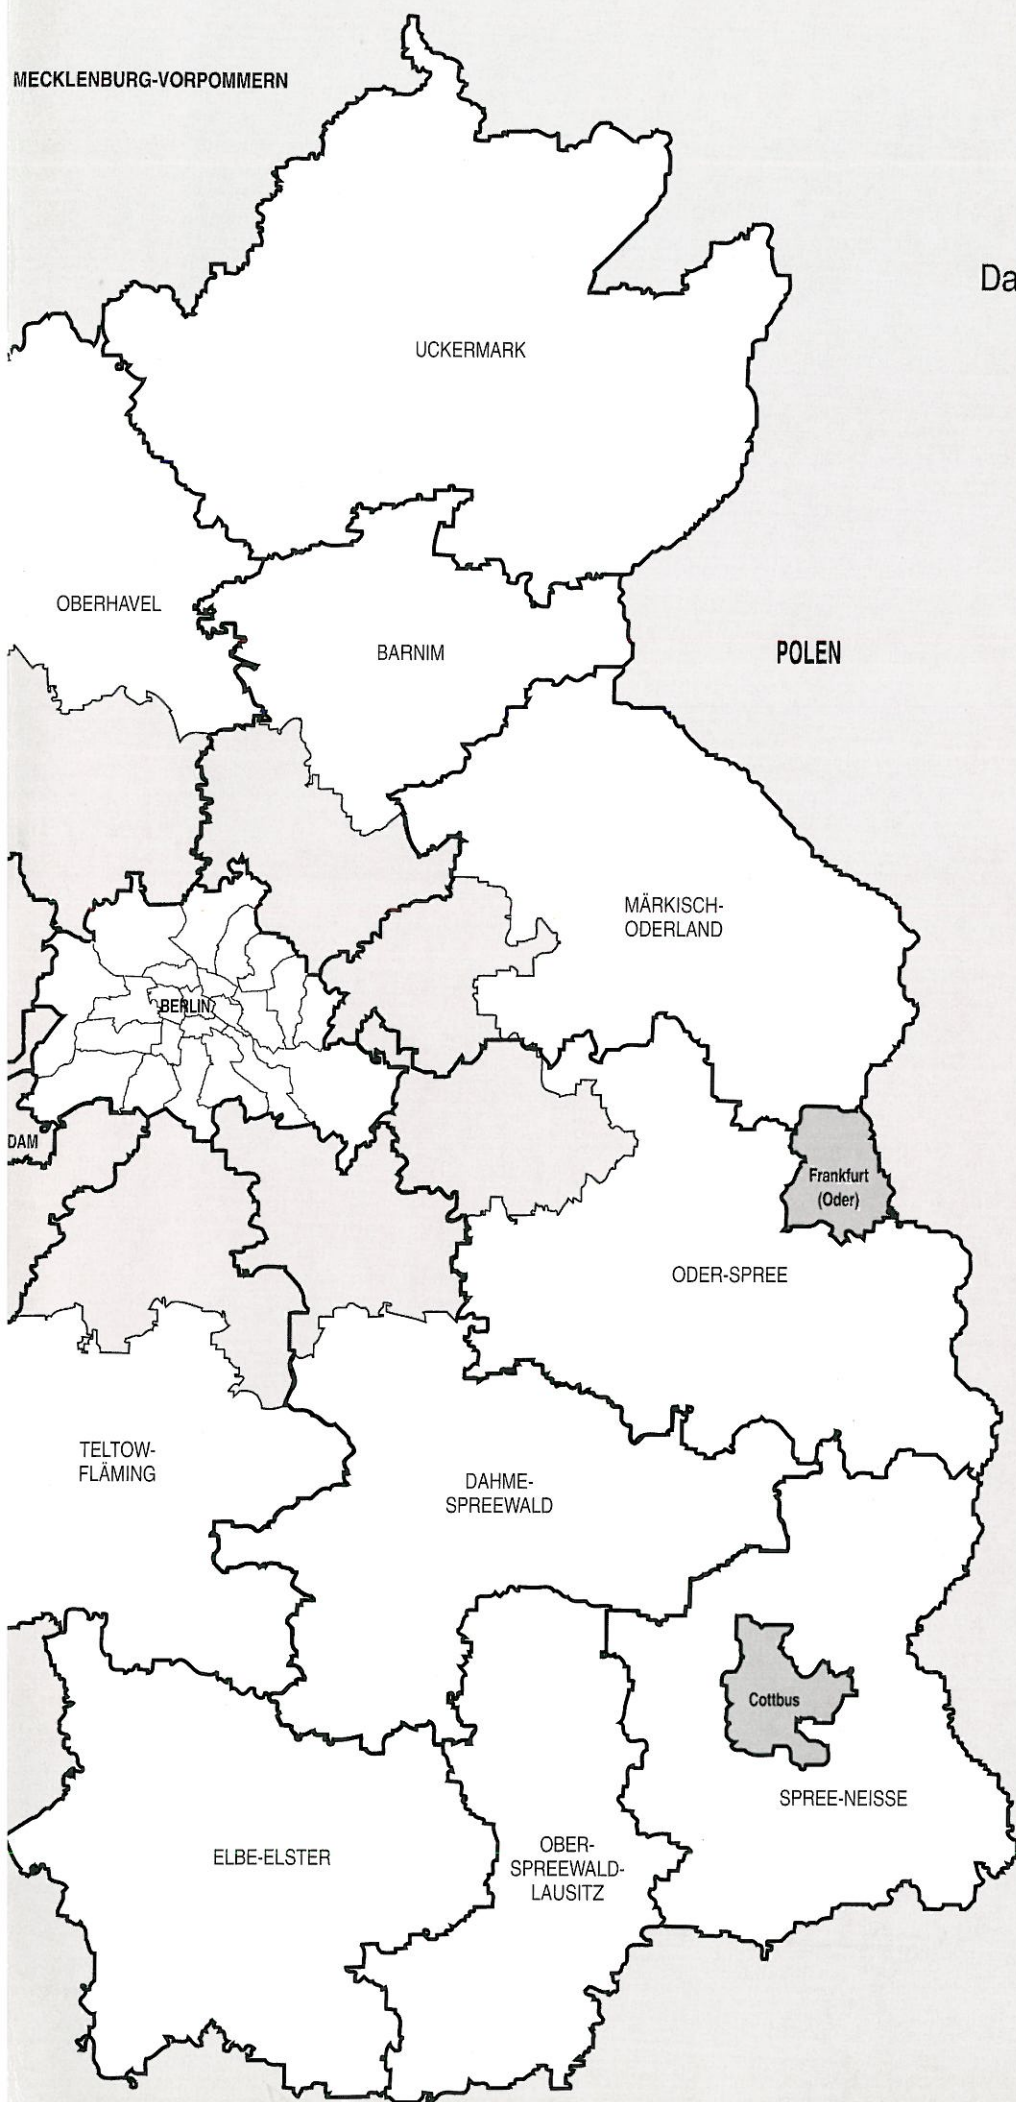 MECKLENBURG-VORPOMMERN
Da
UCKERMARK
OBERHAVEL
BARNIM
POLEN
MÄRKISCH-
ODERLAND
BERLIN
DAM
Frankfurt
(Oder)
ODER-SPREE
TELTOW-
FLÄMING
DAHME-
SPREEWALD
Cottbus
SPREE-NEISSE
ELBE-ELSTER
OBER-
SPREEWALD-
LAUSITZ